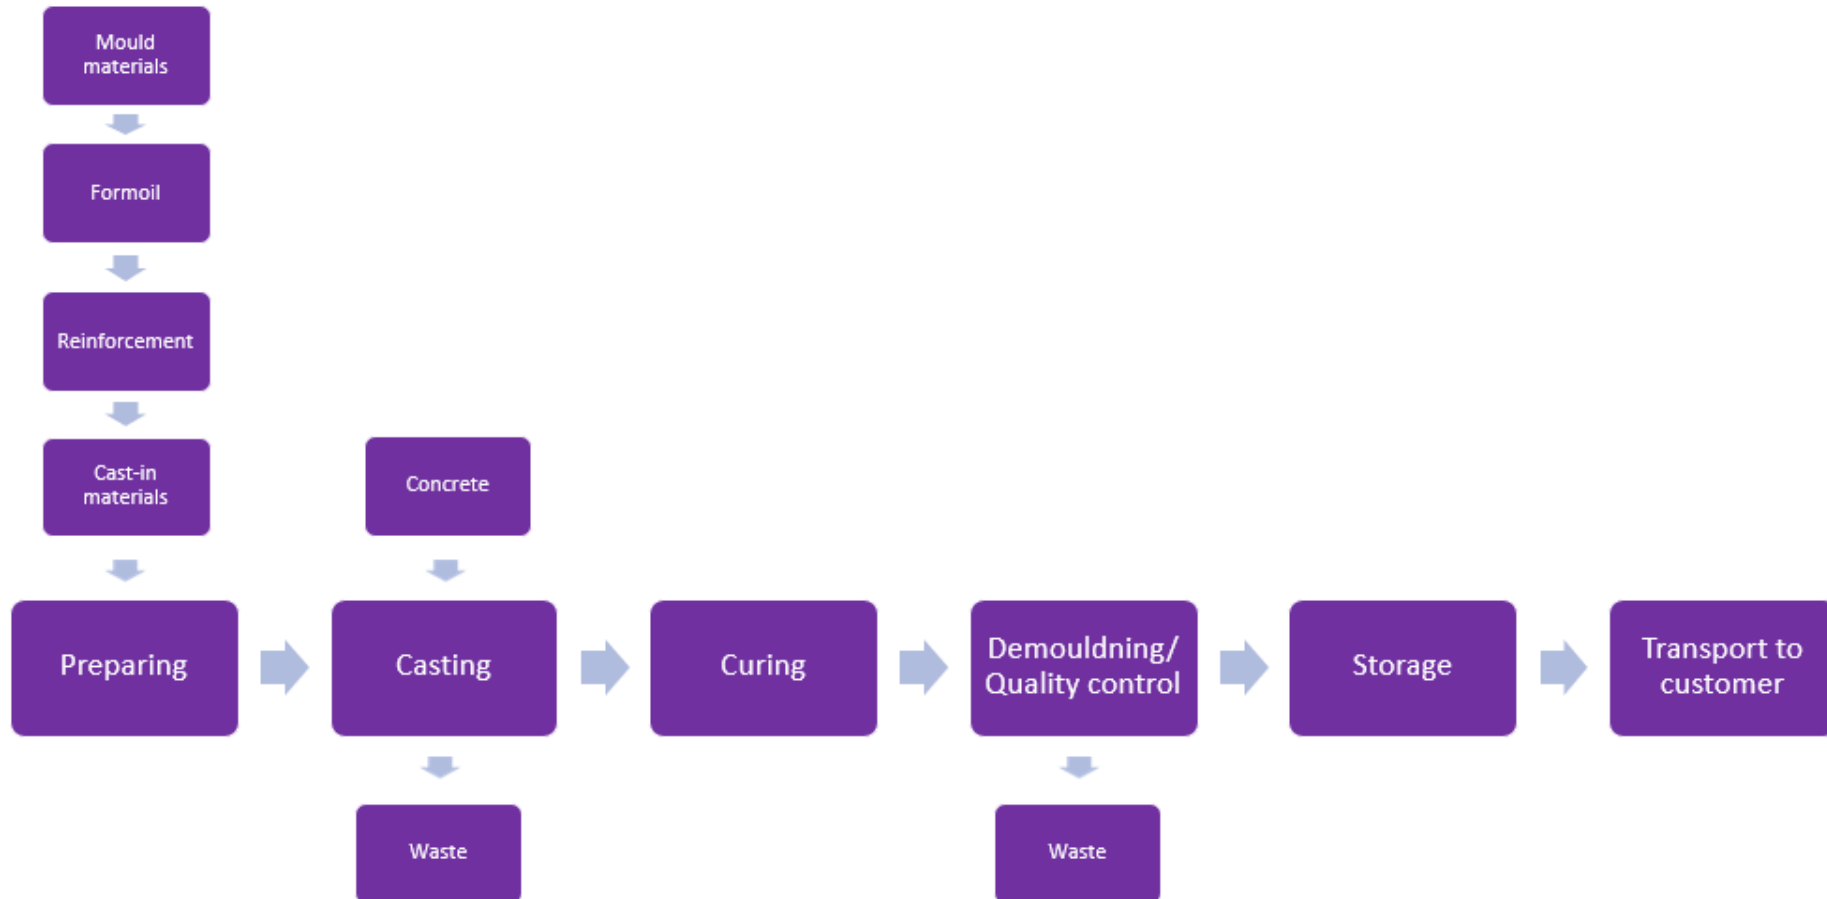 Mould
materials
Formoil
Reinforcement
Cast-in
materials
Concrete
Preparing
Casting
Curing
Demouldning/
Quality control
Storage
Transport to
customer
Waste
Waste